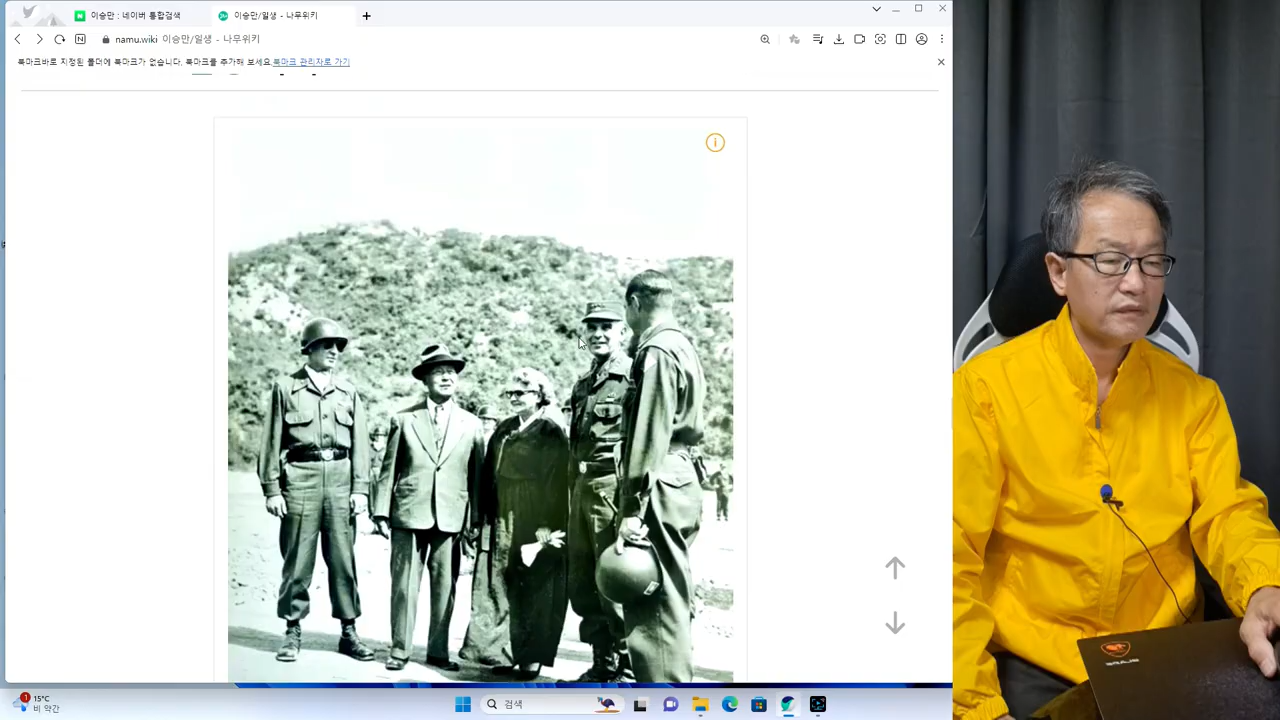 이승만 : 네이버 통합검색
이승만/일생 - 나무위키
namu.wiki 이승만/일생 - 나무위키
북마크바로 지정된 폴더에 북마크가 없습니다. 북마크를 추가해 보세요. 북마크 관리자로 가기
15°C
비 약간
1
검색